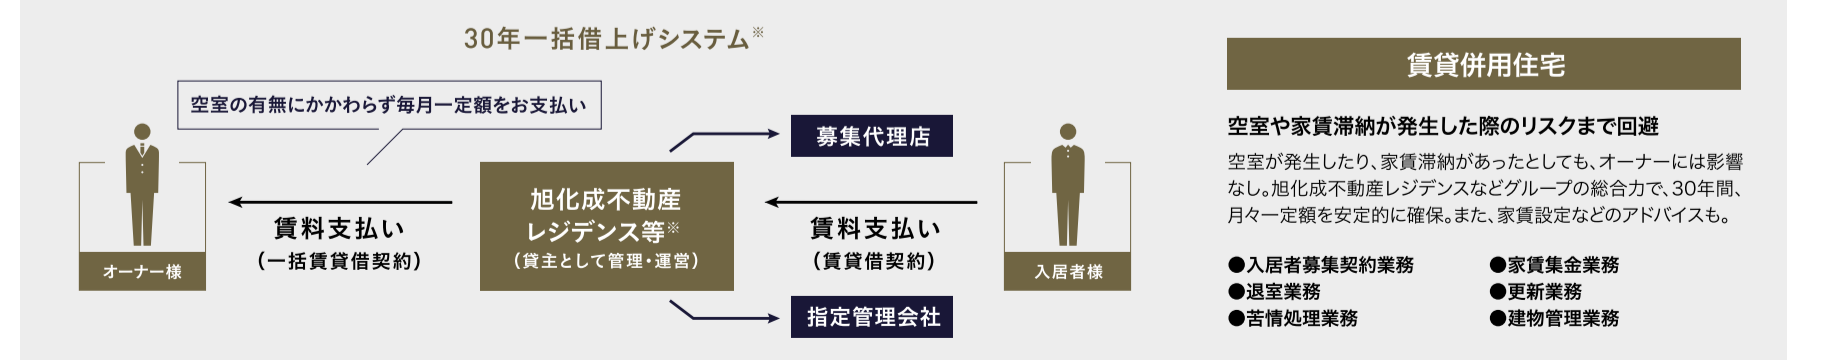 30年一括借上げシステム※
空室の有無にかかわらず毎月一定額をお支払い
オーナー様
賃料支払い
（一括賃貸借契約）
旭化成不動産
レジデンス等※
（貸主として管理・運営）
募集代理店
指定管理会社
賃料支払い
（賃貸借契約）
入居者様
賃貸併用住宅
空室や家賃滞納が発生した際のリスクまで回避
空室が発生したり、家賃滞納があったとしても、オーナーには影響
なし。旭化成不動産レジデンスなどグループの総合力で、30年間、
月々一定額を安定的に確保。また、家賃設定などのアドバイスも。
●入居者募集契約業務
●家賃集金業務
●退室業務
●更新業務
●苦情処理業務
●建物管理業務